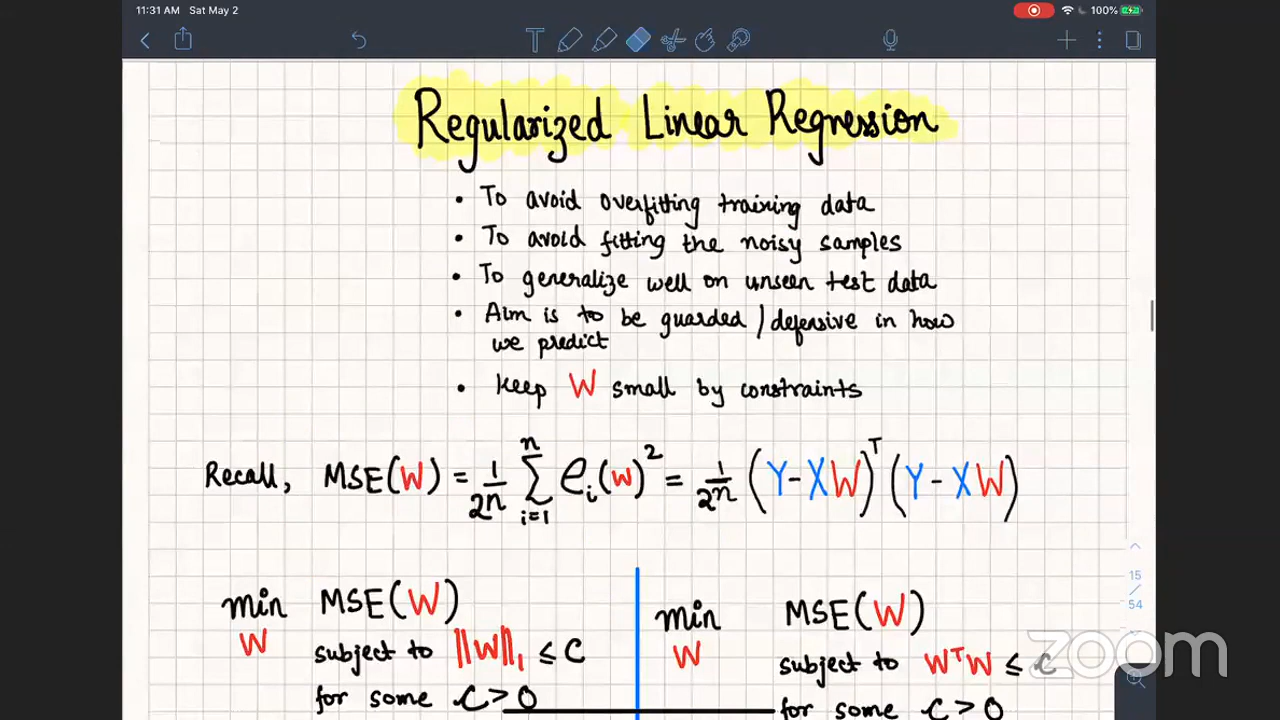 11:31 AM Sat May 2
100%
Regularized Linear Regression
• To avoid overfitting training data
• To avoid fitting the noisy samples
• To generalize well on unseen test data
• Aim is to be guarded / defensive in how
we predict
• Keep W small by constraints
Recall, MSE(W) = 1/2n ∑_{i=1}^{n} e_i(W)² = 1/2n (Y-XW)ᵀ (Y-XW)
min MSE(W)
W subject to ||W||₁ ≤ C
for some C > 0
min MSE(W)
W subject to WᵀW ≤ C
for some C > 0
15
/
54
zoom